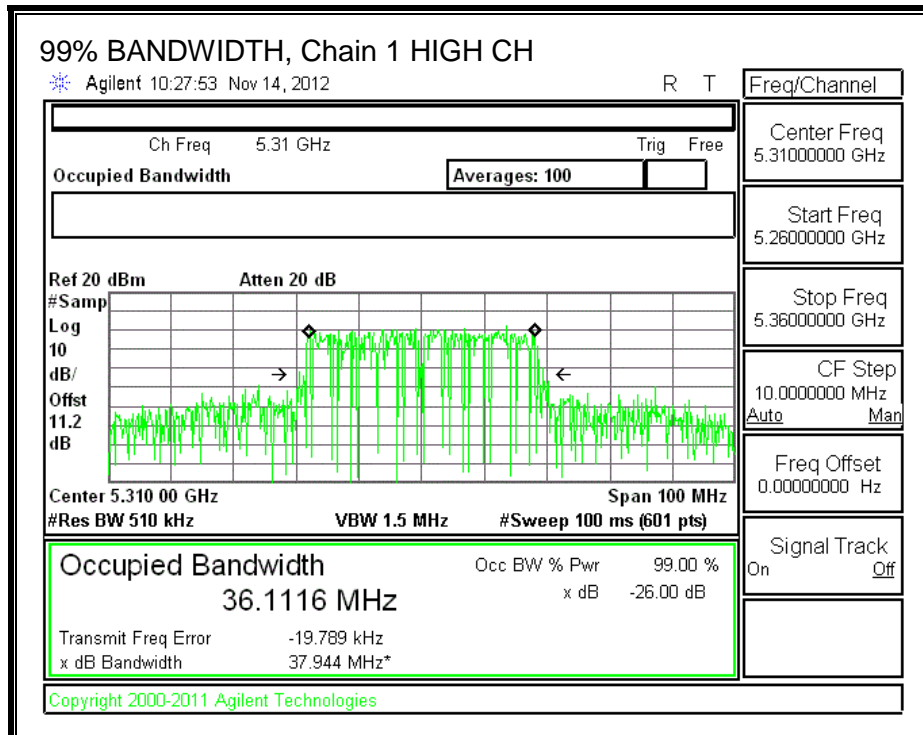 99% BANDWIDTH, Chain 1 HIGH CH
Agilent 10:27:53 Nov 14, 2012 R T
Freq/Channel
Ch Freq 5.31 GHz Trig Free
Occupied Bandwidth Averages: 100
Center Freq
5.31000000 GHz
Start Freq
5.26000000 GHz
Stop Freq
5.36000000 GHz
CF Step
10.0000000 MHz
Auto Man
Freq Offset
0.00000000 Hz
Signal Track
On Off
Ref 20 dBm Atten 20 dB
#Samp
Log
10
dB/
Offst
11.2
dB
Center 5.310 00 GHz Span 100 MHz
#Res BW 510 kHz VBW 1.5 MHz #Sweep 100 ms (601 pts)
Occupied Bandwidth Occ BW % Pwr 99.00 %
36.1116 MHz x dB -26.00 dB
Transmit Freq Error -19.789 kHz
x dB Bandwidth 37.944 MHz*
Copyright 2000-2011 Agilent Technologies